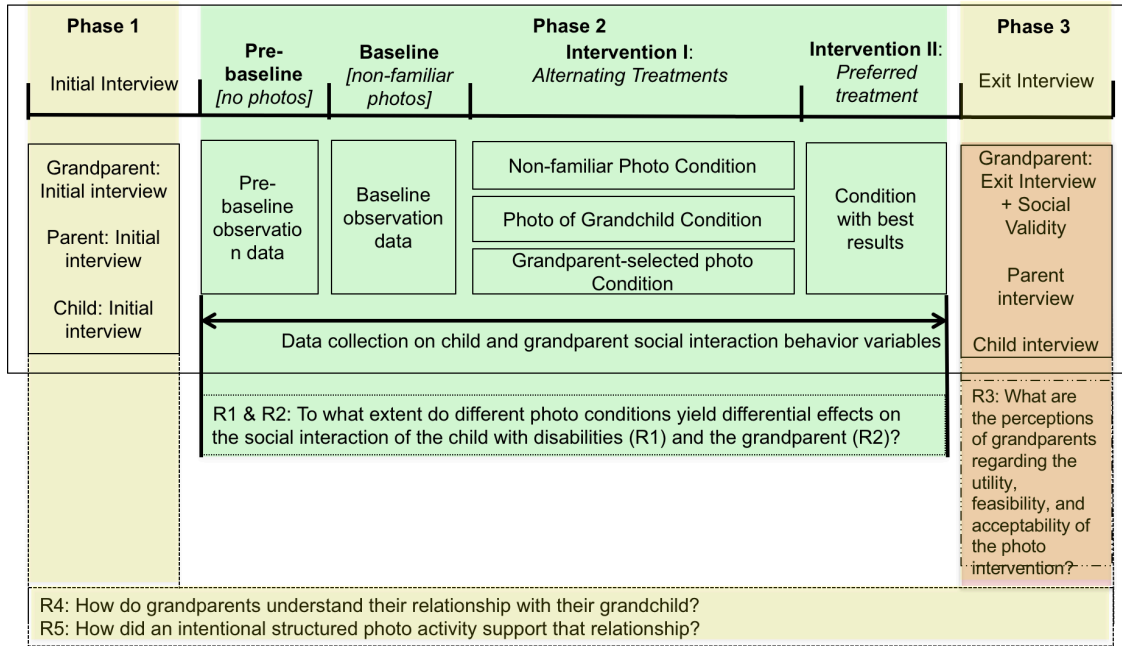 Phase 1
Initial Interview
Phase 2
Pre-
baseline
[no photos]
Baseline
[non-familiar
photos]
Intervention I:
Alternating Treatments
Intervention II:
Preferred
treatment
Phase 3
Exit Interview
Grandparent:
Initial interview
Parent: Initial
interview
Child: Initial
interview
Pre-
baseline
observatio
n data
Baseline
observation
data
Non-familiar Photo Condition
Photo of Grandchild Condition
Grandparent-selected photo
Condition
Condition
with best
results
Grandparent:
Exit Interview
+ Social
Validity
Parent
interview
Child interview
Data collection on child and grandparent social interaction behavior variables
R1 & R2: To what extent do different photo conditions yield differential effects on
the social interaction of the child with disabilities (R1) and the grandparent (R2)?
R3: What are
the perceptions
of grandparents
regarding the
utility,
feasibility, and
acceptability of
the photo
intervention?
R4: How do grandparents understand their relationship with their grandchild?
R5: How did an intentional structured photo activity support that relationship?